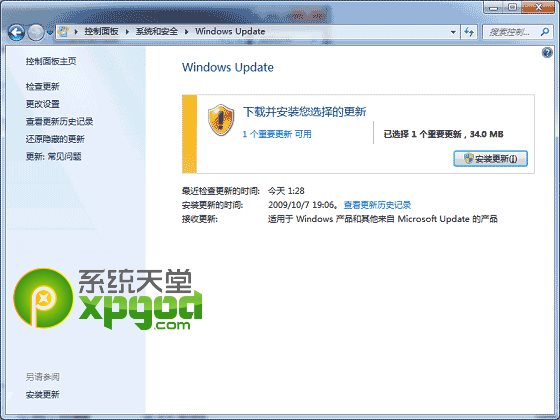 控制面板 ▸ 系统和安全 ▸ Windows Update
搜索控制...
控制面板主页
检查更新
更改设置
查看更新历史记录
还原隐藏的更新
更新: 常见问题
Windows Update
下载并安装您选择的更新
1 个重要更新 可用
已选择 1 个重要更新，34.0 MB
安装更新(I)
最近检查更新的时间: 今天 1:28
安装更新的时间: 2009/10/7 19:06。 查看更新历史记录
接收更新: 适用于 Windows 产品和其他来自 Microsoft Update 的产品
系统天堂
xpgod
.com
另请参阅
安装更新